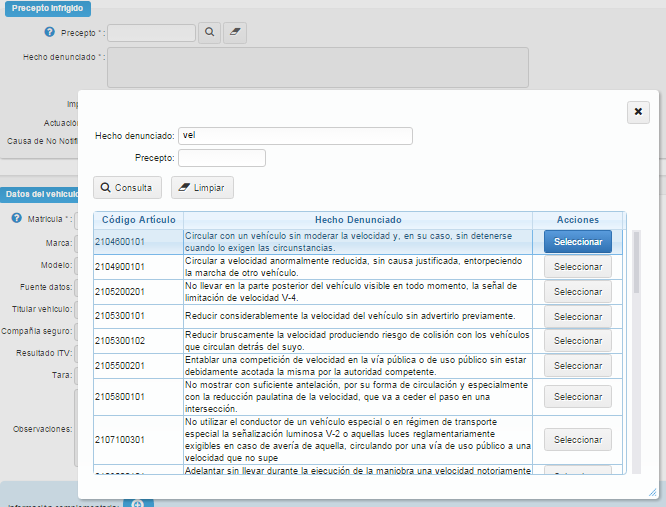 Precepto Infrigido
Precepto * :
Hecho denunciado * :
Imp
Actuació
Causa de No Notifi
Datos del vehiculo
Matricula * :
Marca:
Modelo:
Fuente datos:
Titular vehiculo:
Compañia seguro:
Resultado ITV:
Tara:
Observaciones:
Hecho denunciado: vel
Precepto:
Consulta Limpiar
Código Artículo Hecho Denunciado Acciones
2104600101 Circular con un vehículo sin moderar la velocidad y, en su caso, sin detenerse
cuando lo exigen las circunstancias. Seleccionar
2104900101 Circular a velocidad anormalmente reducida, sin causa justificada, entorpeciendo
la marcha de otro vehículo. Seleccionar
2105200201 No llevar en la parte posterior del vehículo visible en todo momento, la señal de
limitación de velocidad V-4. Seleccionar
2105300101 Reducir considerablemente la velocidad del vehículo sin advertirlo previamente. Seleccionar
2105300102 Reducir bruscamente la velocidad produciendo riesgo de colisión con los vehículos
que circulan detrás del suyo. Seleccionar
2105500201 Entablar una competición de velocidad en la vía pública o de uso público sin estar
debidamente acotada la misma por la autoridad competente. Seleccionar
2105800101 No mostrar con suficiente antelación, por su forma de circulación y especialmente
con la reducción paulatina de la velocidad, que va a ceder el paso en una
intersección. Seleccionar
2107100301 No utilizar el conductor de un vehículo especial o en régimen de transporte
especial la señalización luminosa V-2 o aquellas luces reglamentariamente
exigibles en caso de avería de aquella, circulando por una vía de uso público a una
velocidad que no supe Seleccionar
Adelantar sin llevar durante la ejecución de la maniobra una velocidad notoriamente
Información complementaria: